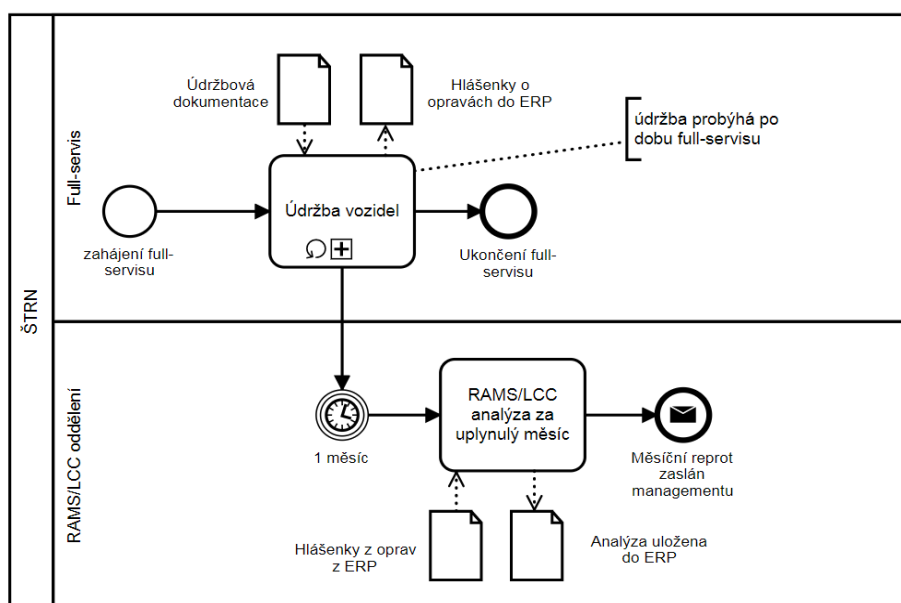 ŠTRN
Full-servis
Údržbová
dokumentace
Hlášenky o
opravách do ERP
údržba probýhá po
dobu full-servisu
Údržba vozidel
zahájení full-
servisu
Ukončení full-
servisu
RAMS/LCC oddělení
1 měsíc
RAMS/LCC
analýza za
uplynulý měsíc
Měsíční reprot
zaslán
managementu
Hlášenky z oprav
z ERP
Analýza uložena
do ERP